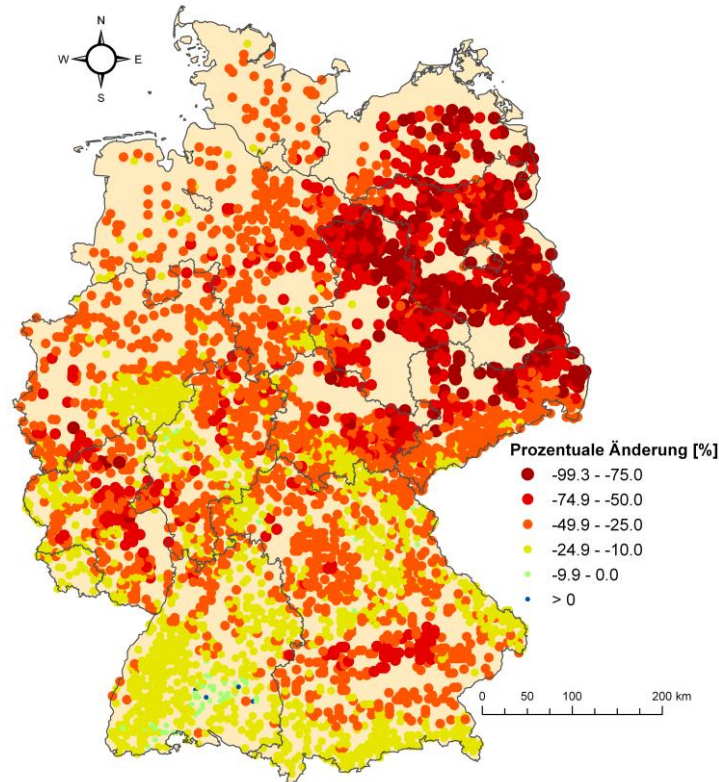 N
W E
S
Prozentuale Änderung [%]
-99.3 - -75.0
-74.9 - -50.0
-49.9 - -25.0
-24.9 - -10.0
-9.9 - 0.0
> 0
0 50 100 200 km